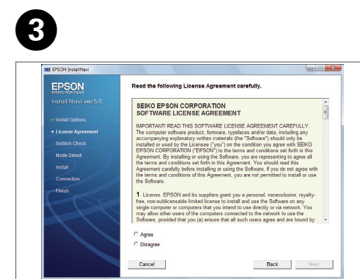 3
EPSON InstallNavi
EPSON
EXCEED YOUR VISION
Install Navi ver.5.0
Install Options
License Agreement
System Check
Mode Select
Install
Connection
Finish
Read the following License Agreement carefully.
SEIKO EPSON CORPORATION
SOFTWARE LICENSE AGREEMENT
IMPORTANT! READ THIS SOFTWARE LICENSE AGREEMENT CAREFULLY.
The computer software product, fontware, typefaces and/or data, including any
accompanying explanatory written materials (the "Software") should only be
installed or used by the Licensee ("you") on the condition you agree with SEIKO
EPSON CORPORATION ("EPSON") to the terms and conditions set forth in this
Agreement. By installing or using the Software, you are representing to agree all
the terms and conditions set forth in this Agreement. You should read this
Agreement carefully before installing or using the Software. If you do not agree with
the terms and conditions of this Agreement, you are not permitted to install or use
the Software.
1 License. EPSON and its suppliers grant you a personal, nonexclusive, royalty-
free, non-sublicensable limited license to install and use the Software on any
single computer or computers that you intend to use directly or via network. You
may allow other users of the computers connected to the network to use the
Software, provided that you (a) ensure that all such users agree and are bound by
Agree
Disagree
Cancel
Back
Next